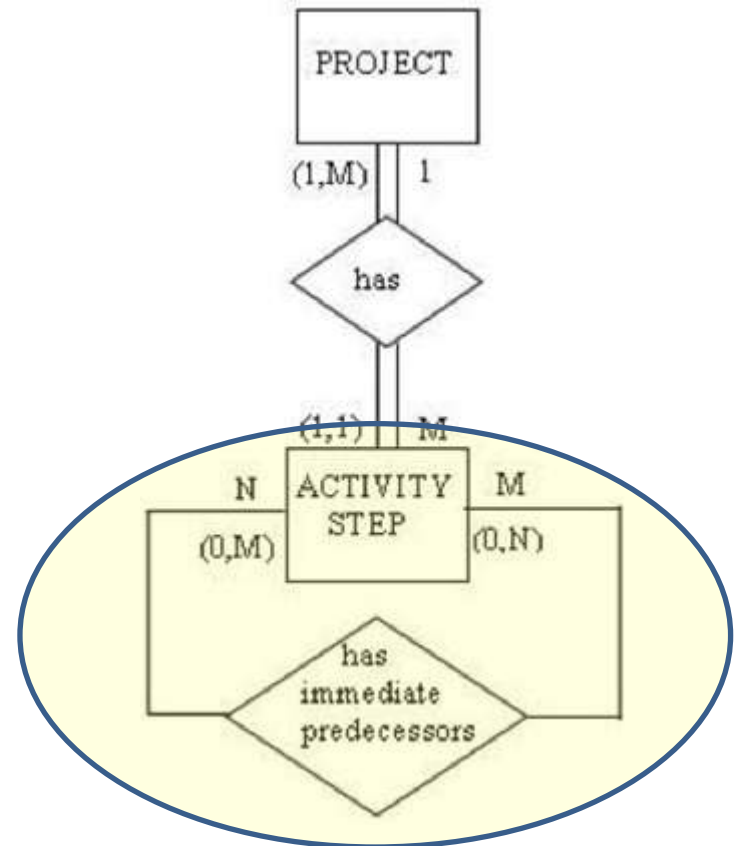 PROJECT
(1,M) 1
has
(1,1) M
N ACTIVITY M
STEP
(0,M) (0,N)
has
immediate
predecessors